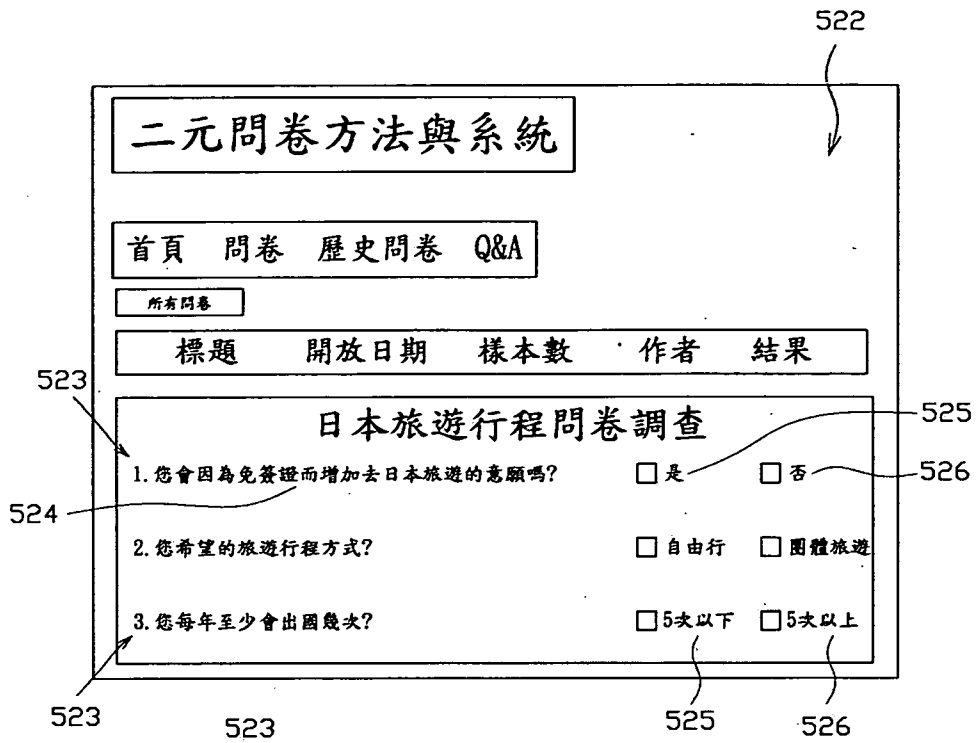 522
二元問卷方法與系統
首頁 問卷 歷史問卷 Q&A
所有問卷
標題 開放日期 樣本數 作者 結果
523
日本旅遊行程問卷調查
525
1.您會因為免簽證而增加去日本旅遊的意願嗎? 是 否
526
524
2.您希望的旅遊行程方式? 自由行 團體旅遊
3.您每年至少會出國幾次? 5次以下 5次以上
523
523
525
526